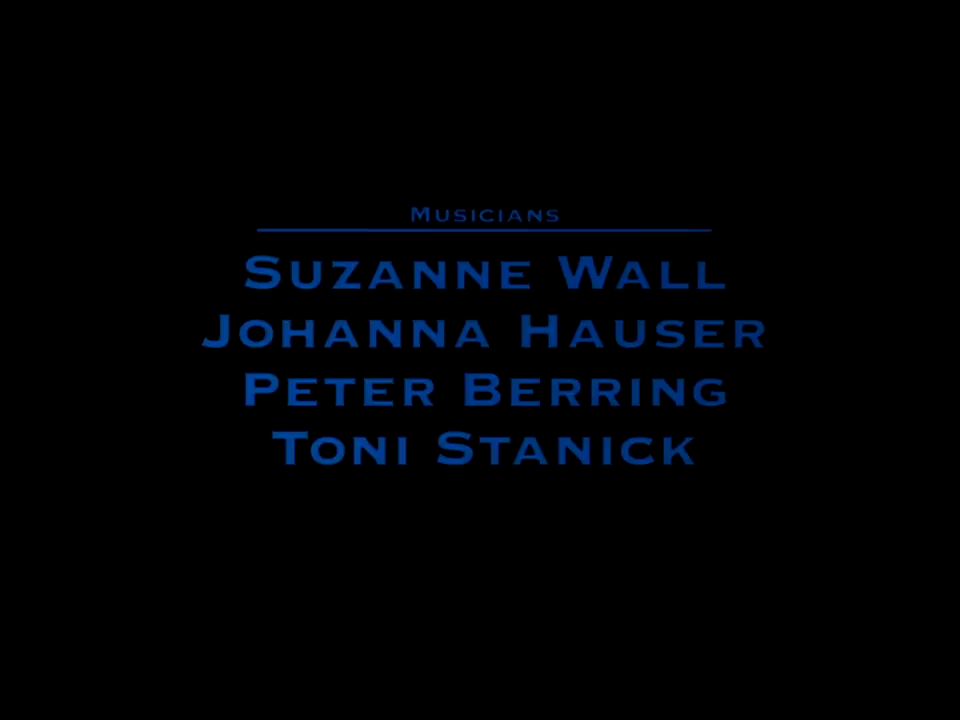 Musicians
Suzanne Wall
Johanna Hauser
Peter Berring
Toni Stanick